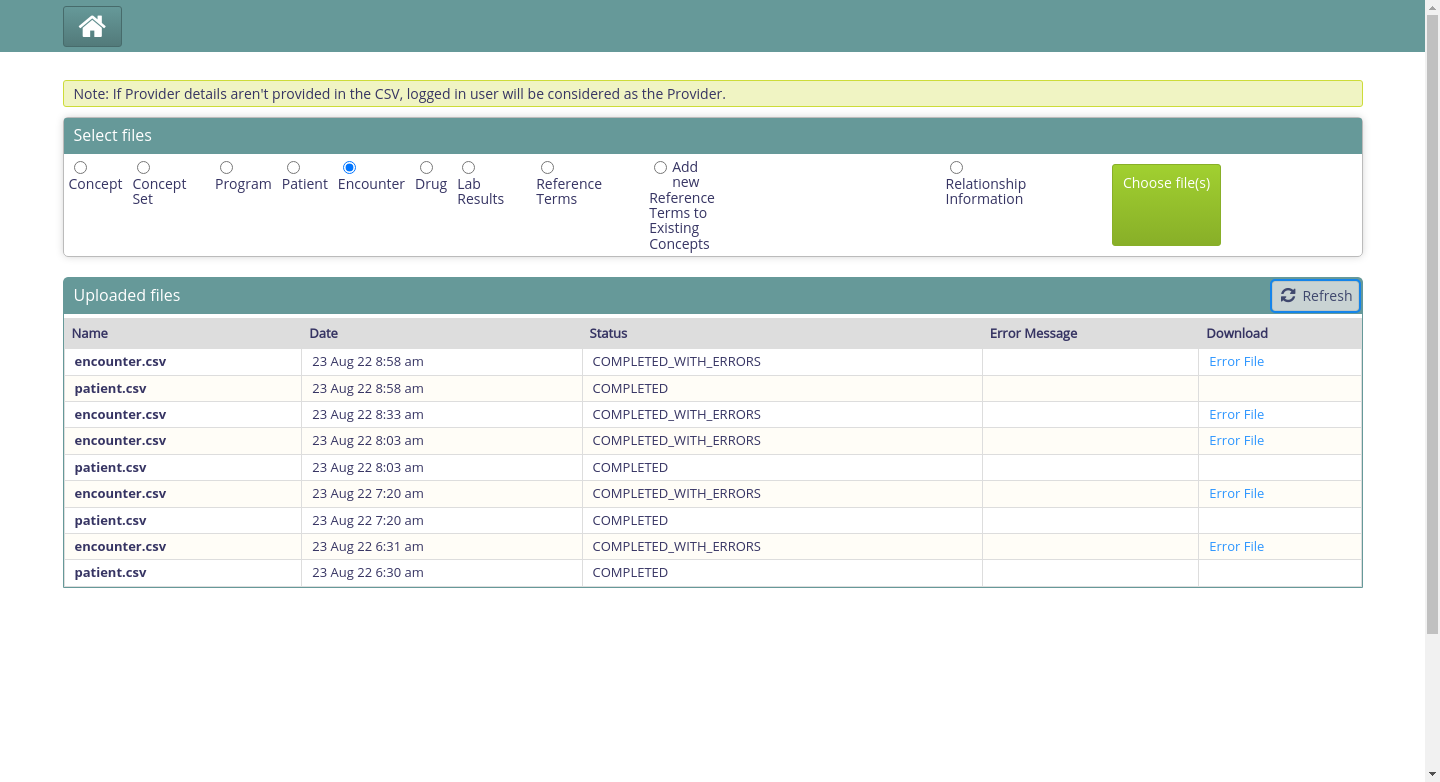 Note: If Provider details aren't provided in the CSV, logged in user will be considered as the Provider.
Select files
Concept
Concept
Set
Program
Patient
Encounter
Drug
Lab
Results
Reference
Terms
Add
new
Reference
Terms to
Existing
Concepts
Relationship
Information
Choose file(s)
Uploaded files
Refresh
Name Date Status Error Message Download
encounter.csv 23 Aug 22 8:58 am COMPLETED_WITH_ERRORS Error File
patient.csv 23 Aug 22 8:58 am COMPLETED
encounter.csv 23 Aug 22 8:33 am COMPLETED_WITH_ERRORS Error File
encounter.csv 23 Aug 22 8:03 am COMPLETED_WITH_ERRORS Error File
patient.csv 23 Aug 22 8:03 am COMPLETED
encounter.csv 23 Aug 22 7:20 am COMPLETED_WITH_ERRORS Error File
patient.csv 23 Aug 22 7:20 am COMPLETED
encounter.csv 23 Aug 22 6:31 am COMPLETED_WITH_ERRORS Error File
patient.csv 23 Aug 22 6:30 am COMPLETED